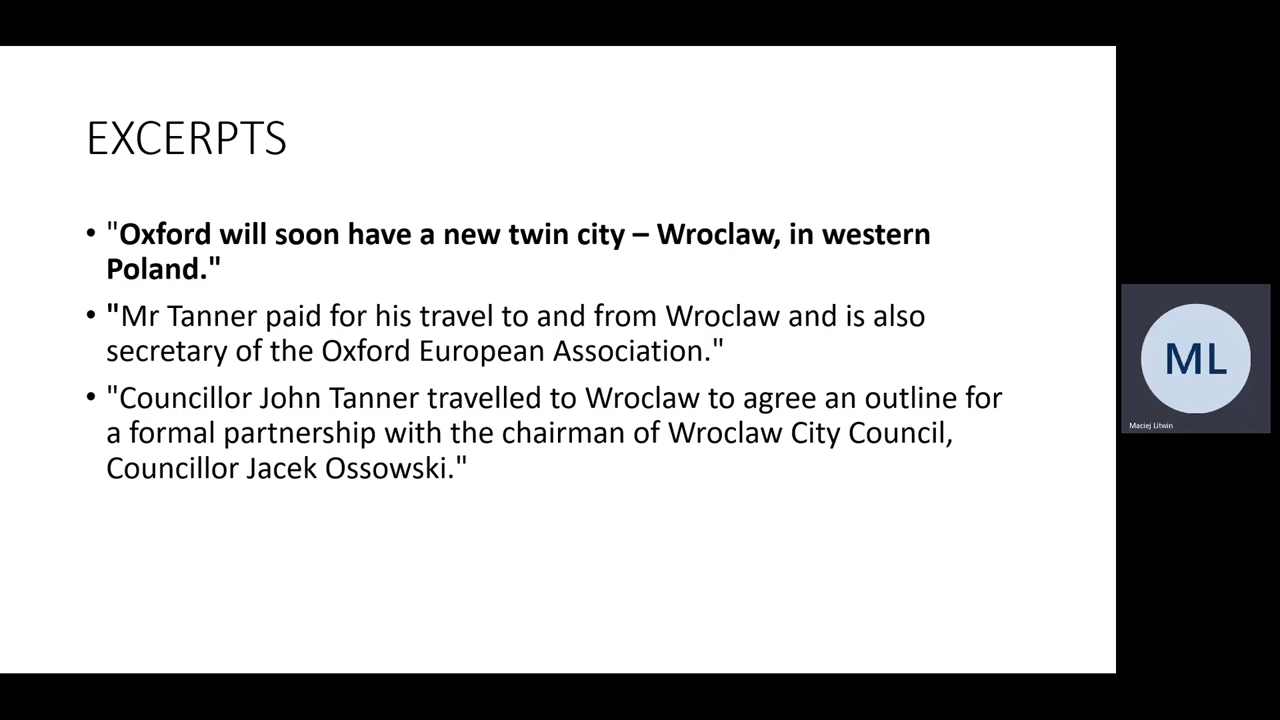 EXCERPTS
• "Oxford will soon have a new twin city – Wroclaw, in western
Poland."
• "Mr Tanner paid for his travel to and from Wroclaw and is also
secretary of the Oxford European Association."
• "Councillor John Tanner travelled to Wroclaw to agree an outline for
a formal partnership with the chairman of Wroclaw City Council,
Councillor Jacek Ossowski."
ML
Maciej Litwin